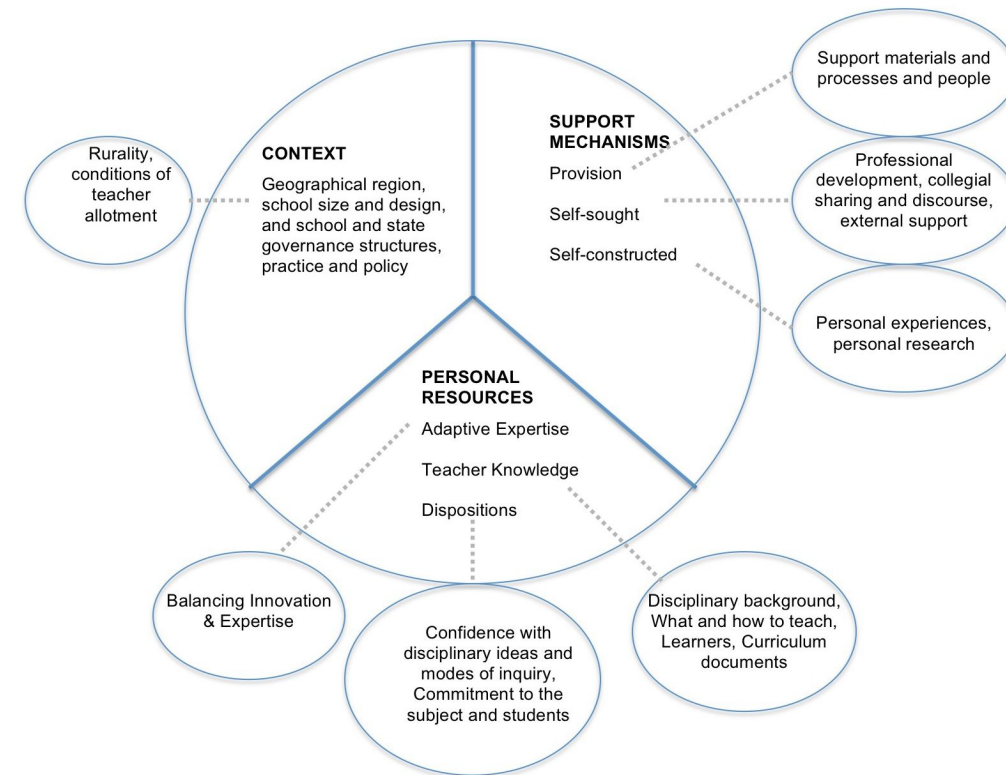 Support materials and
processes and people
SUPPORT
MECHANISMS
Provision
Self-sought
Self-constructed
Professional
development, collegial
sharing and discourse,
external support
Personal experiences,
personal research
CONTEXT
Geographical region,
school size and design,
and school and state
governance structures,
practice and policy
Rurality,
conditions of
teacher
allotment
PERSONAL
RESOURCES
Adaptive Expertise
Teacher Knowledge
Dispositions
Balancing Innovation
& Expertise
Confidence with
disciplinary ideas and
modes of inquiry,
Commitment to the
subject and students
Disciplinary background,
What and how to teach,
Learners, Curriculum
documents